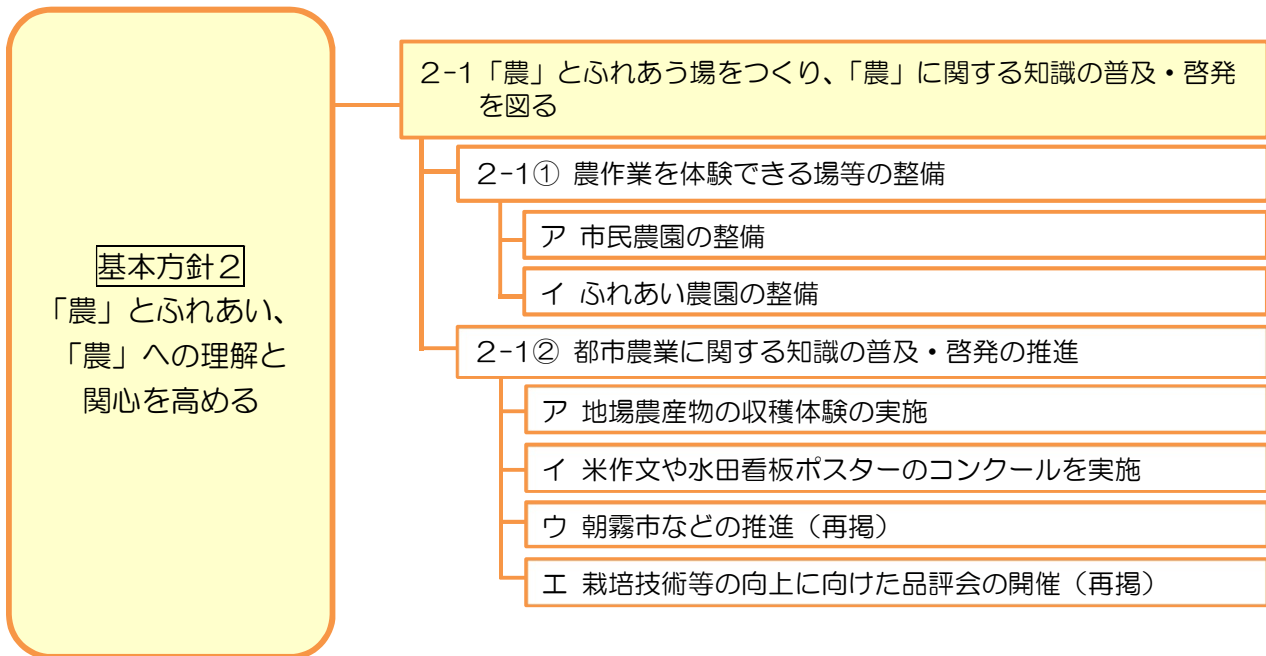 基本方針２
「農」とふれあい、
「農」への理解と
関心を高める
２-１「農」とふれあう場をつくり、「農」に関する知識の普及・啓発
を図る
２-１① 農作業を体験できる場等の整備
ア 市民農園の整備
イ ふれあい農園の整備
２-１② 都市農業に関する知識の普及・啓発の推進
ア 地場農産物の収穫体験の実施
イ 米作文や水田看板ポスターのコンクールを実施
ウ 朝霧市などの推進（再掲）
エ 栽培技術等の向上に向けた品評会の開催（再掲）